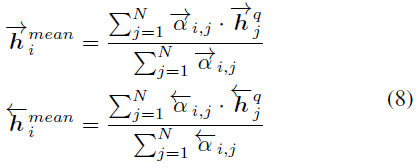 $\overrightarrow{h}_i^{mean} = \frac{\sum_{j=1}^{N} \overrightarrow{\alpha}_{i,j} \cdot \overrightarrow{h}_j^q}{\sum_{j=1}^{N} \overrightarrow{\alpha}_{i,j}}$
$\overleftarrow{h}_i^{mean} = \frac{\sum_{j=1}^{N} \overleftarrow{\alpha}_{i,j} \cdot \overleftarrow{h}_j^q}{\sum_{j=1}^{N} \overleftarrow{\alpha}_{i,j}}$
(8)